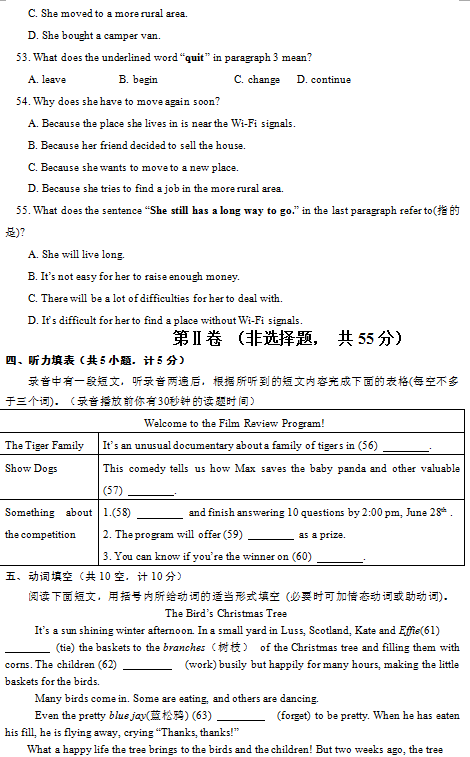 C. She moved to a more rural area.
D. She bought a camper van.
53. What does the underlined word “quit” in paragraph 3 mean?
A. leave B. begin C. change D. continue
54. Why does she have to move again soon?
A. Because the place she lives in is near the Wi-Fi signals.
B. Because her friend decided to sell the house.
C. Because she wants to move to a new place.
D. Because she tries to find a job in the more rural area.
55. What does the sentence “She still has a long way to go.” in the last paragraph refer to(指的
是)?
A. She will live long.
B. It’s not easy for her to raise enough money.
C. There will be a lot of difficulties for her to deal with.
D. It’s difficult for her to find a place without Wi-Fi signals.
第Ⅱ卷 （非选择题， 共 55 分）
四、听力填表（共 5 小题，计 5 分）
录音中有一段短文，听录音两遍后，根据所听到的短文内容完成下面的表格(每空不多
于三个词)。（录音播放前你有30秒钟的读题时间）
Welcome to the Film Review Program!
The Tiger Family It’s an unusual documentary about a family of tigers in (56) ________.
Show Dogs This comedy tells us how Max saves the baby panda and other valuable
(57) ________.
Something about 1.(58) ________ and finish answering 10 questions by 2:00 pm, June 28th .
the competition 2. The program will offer (59) ________ as a prize.
3. You can know if you’re the winner on (60) ________.
五、动词填空（共 10 空，计 10 分）
阅读下面短文，用括号内所给动词的适当形式填空 (必要时可加情态动词或助动词)。
The Bird’s Christmas Tree
It’s a sun shining winter afternoon. In a small yard in Luss, Scotland, Kate and Effie(61)
________ (tie) the baskets to the branches（树枝） of the Christmas tree and filling them with
corns. The children (62) ________ (work) busily but happily for many hours, making the little
baskets for the birds.
Many birds come in. Some are eating, and others are dancing.
Even the pretty blue jay(蓝松鸦) (63) ________ (forget) to be pretty. When he has eaten
his fill, he is flying away, crying “Thanks, thanks!”
What a happy life the tree brings to the birds and the children! But two weeks ago, the tree